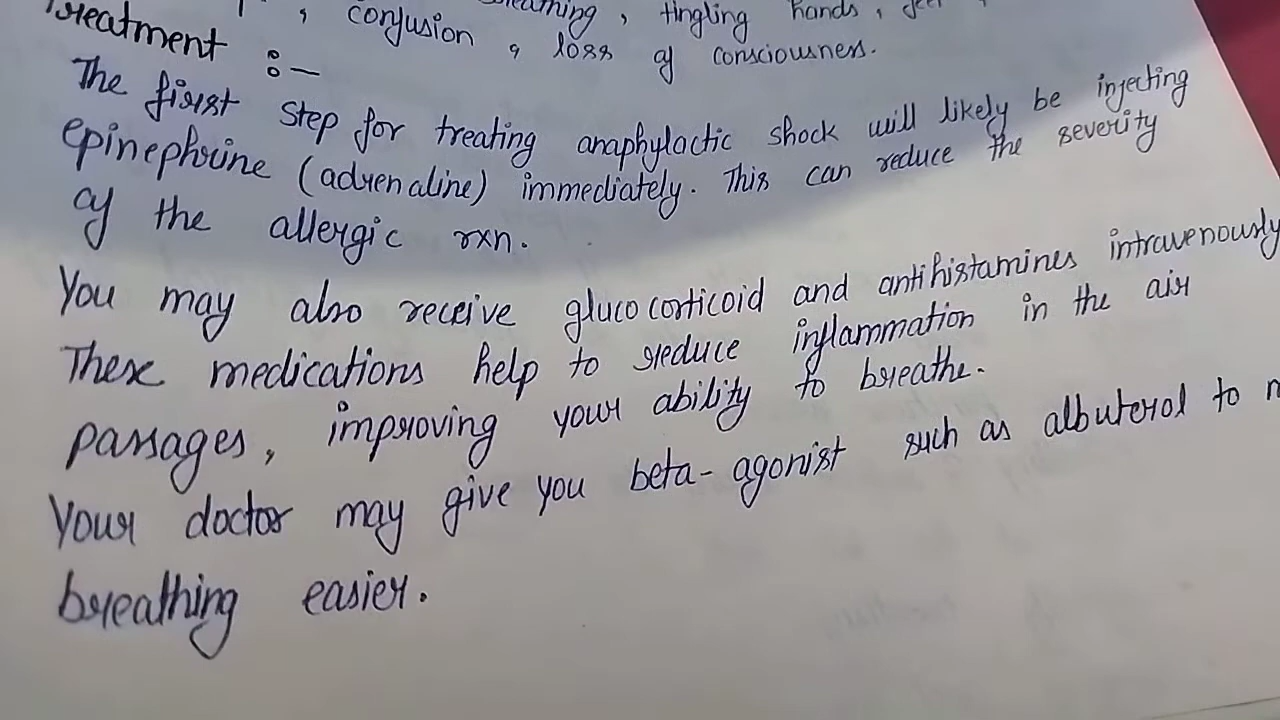 , confusion , loss of consciousness.
tingling hands,
Treatment :-
The first step for treating anaphylactic shock will likely be injecting
epinephrine (adrenaline) immediately. This can reduce the severity
of the allergic rxn.
You may also receive glucocorticoid and antihistamines intravenously
These medications help to reduce inflammation in the air
passages, improving your ability to breathe.
Your doctor may give you beta-agonist such as albuterol to
breathing easier.